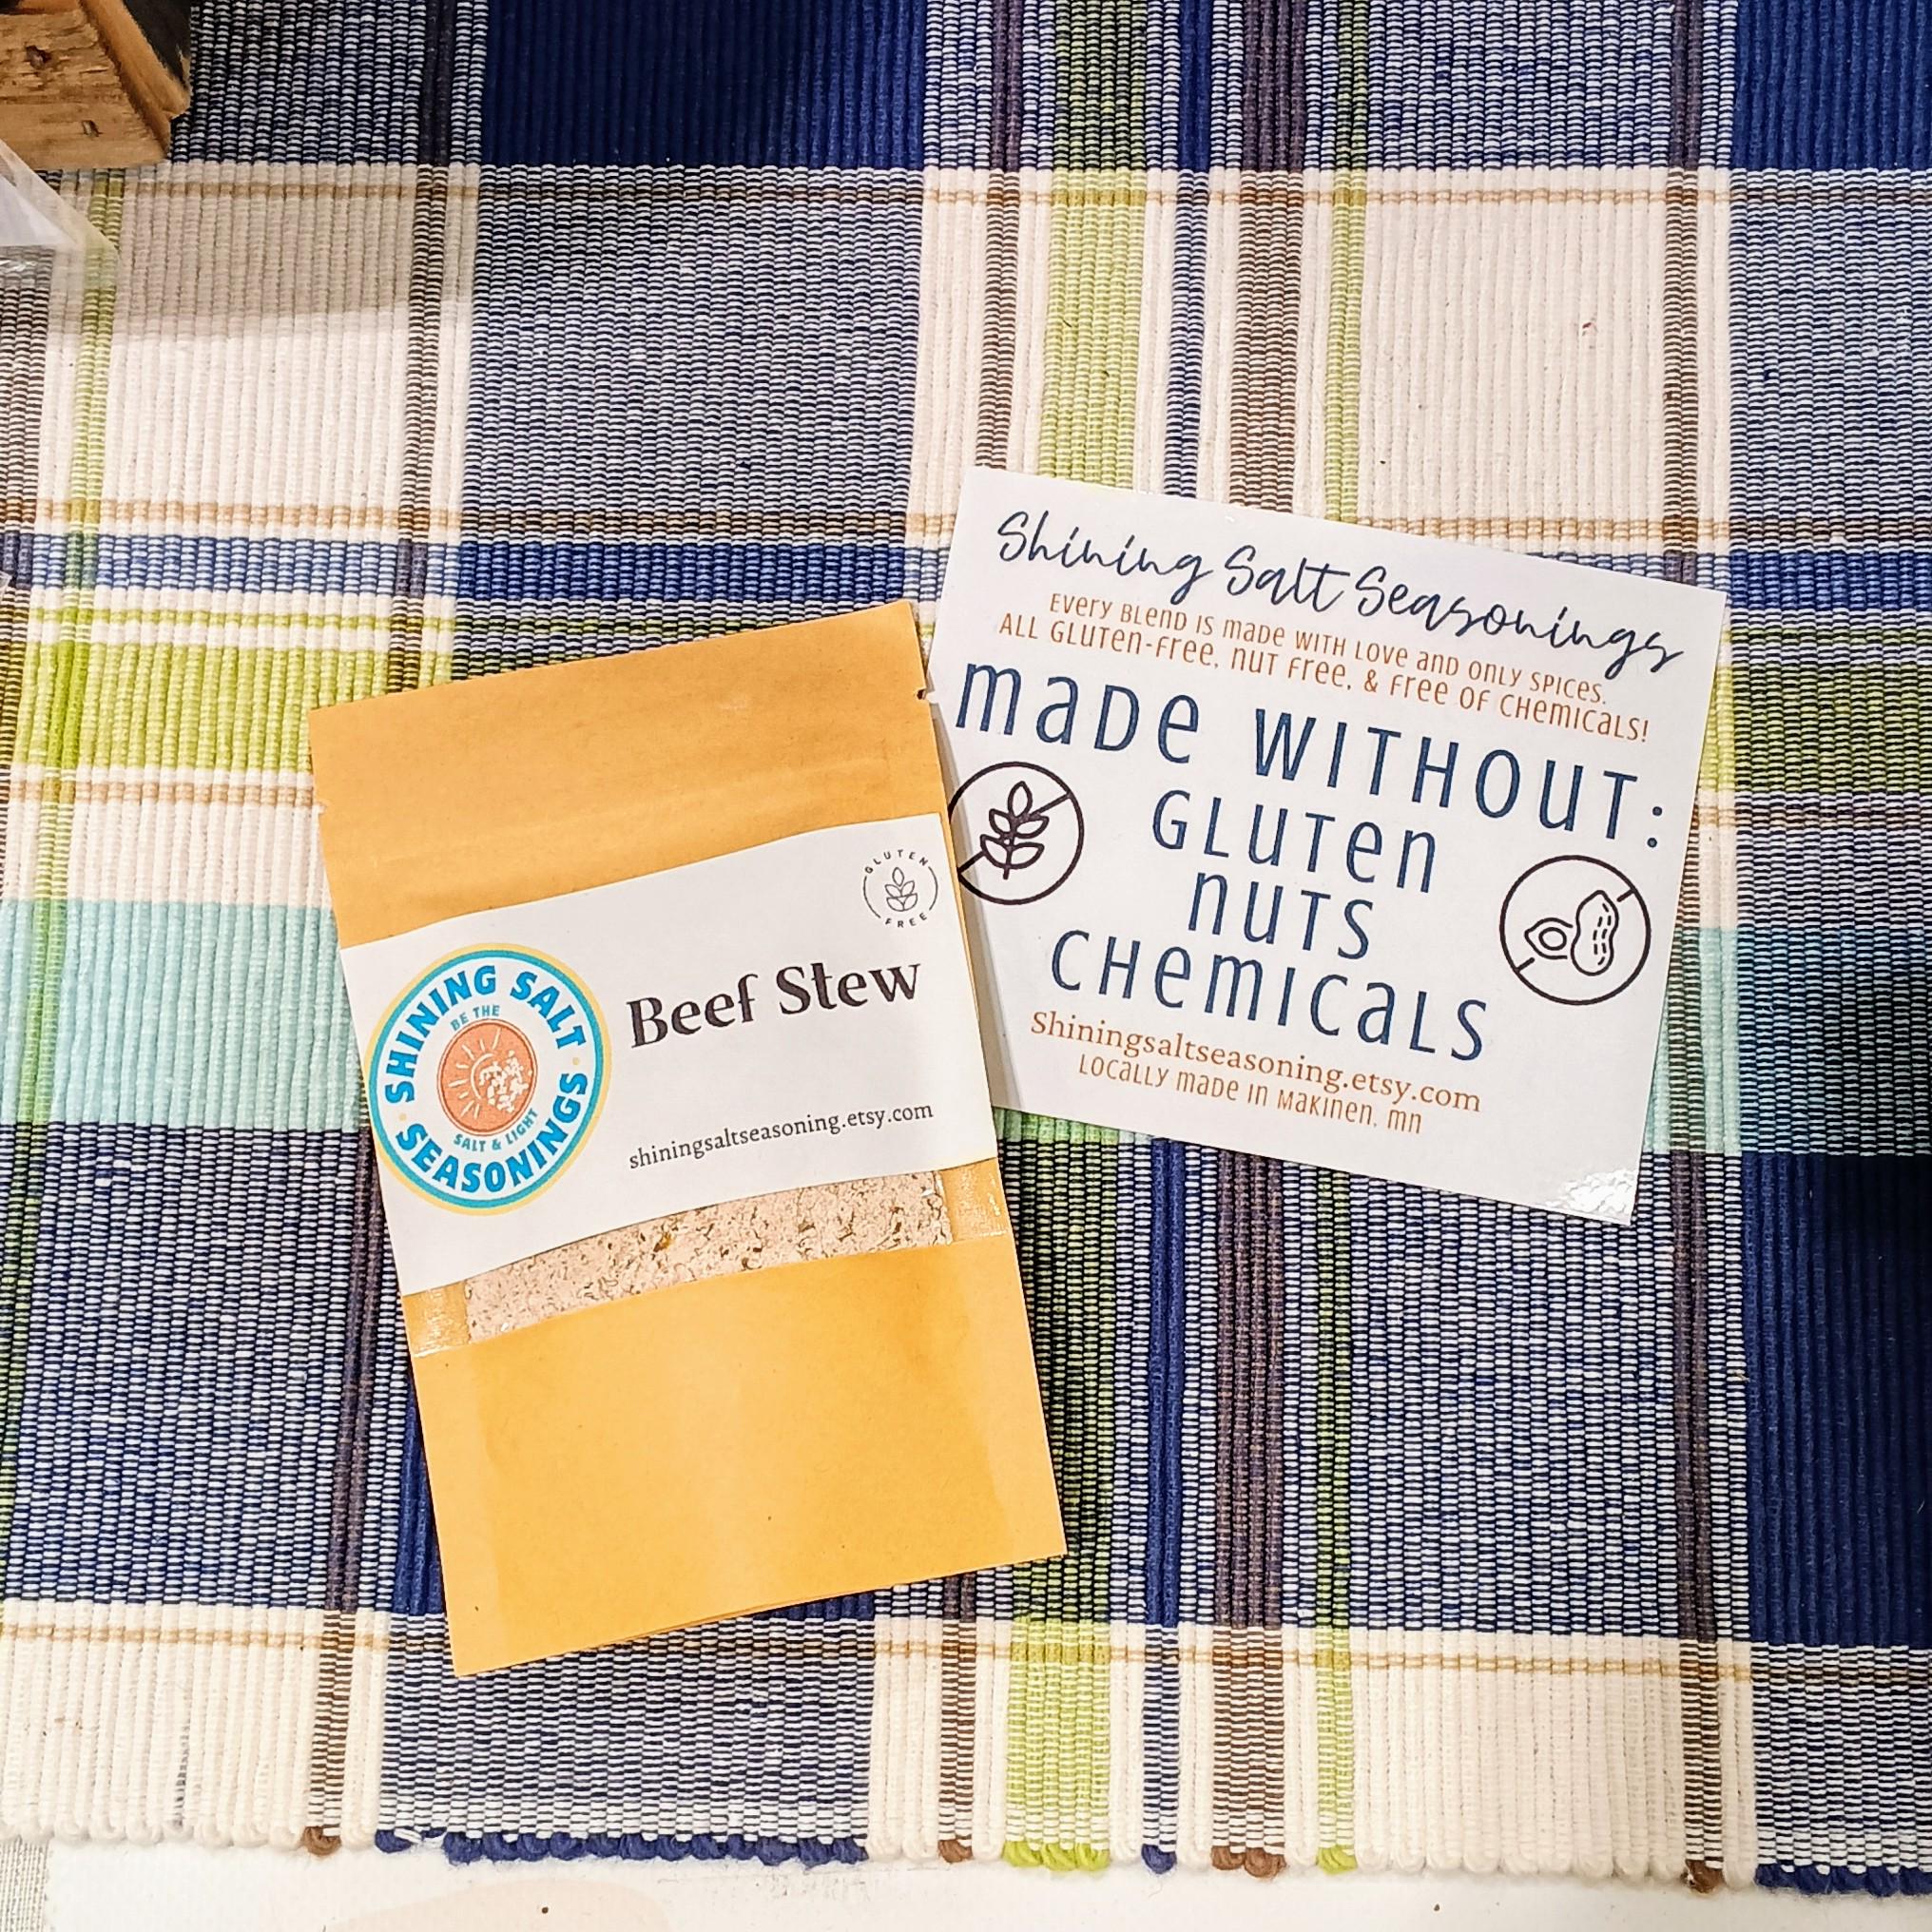 Shining Salt Seasonings
Every Blend is made with love and only spices.
All gluten-free, nut free, & free of chemicals!
made without:
Gluten
nuts
chemicals
Shiningsaltseasoning.etsy.com
Locally made in Makinen, mn
GLUTEN
FREE
Beef Stew
shiningsaltseasoning.etsy.com
SHINING SALT
BE THE
SALT & LIGHT
SEASONINGS